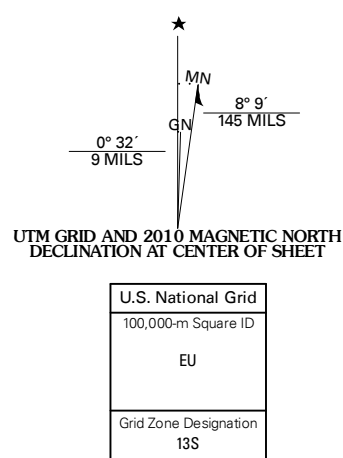 ★
MN
8° 9´
145 MILS
GN
0° 32´
9 MILS
UTM GRID AND 2010 MAGNETIC NORTH
DECLINATION AT CENTER OF SHEET
U.S. National Grid
100,000-m Square ID
EU
Grid Zone Designation
13S